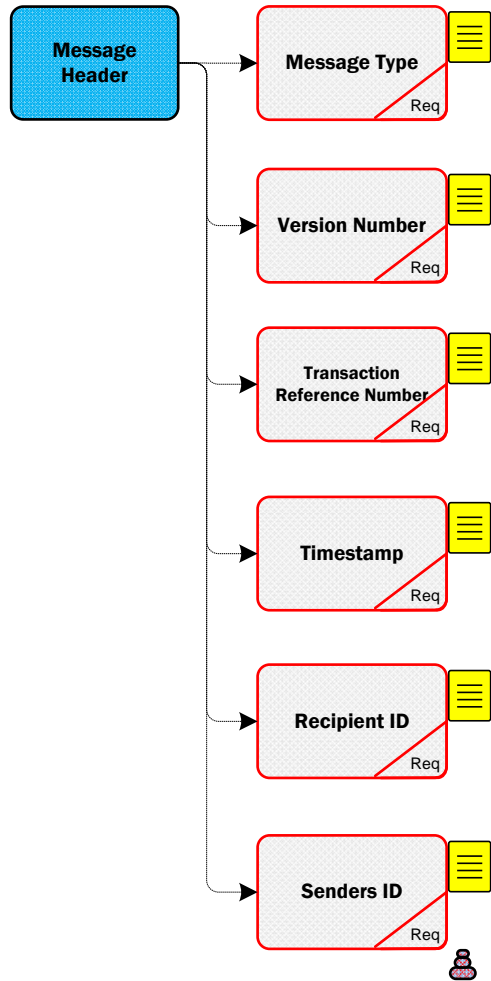 Message
Header
Message Type
Req
Version Number
Req
Transaction
Reference Number
Req
Timestamp
Req
Recipient ID
Req
Senders ID
Req